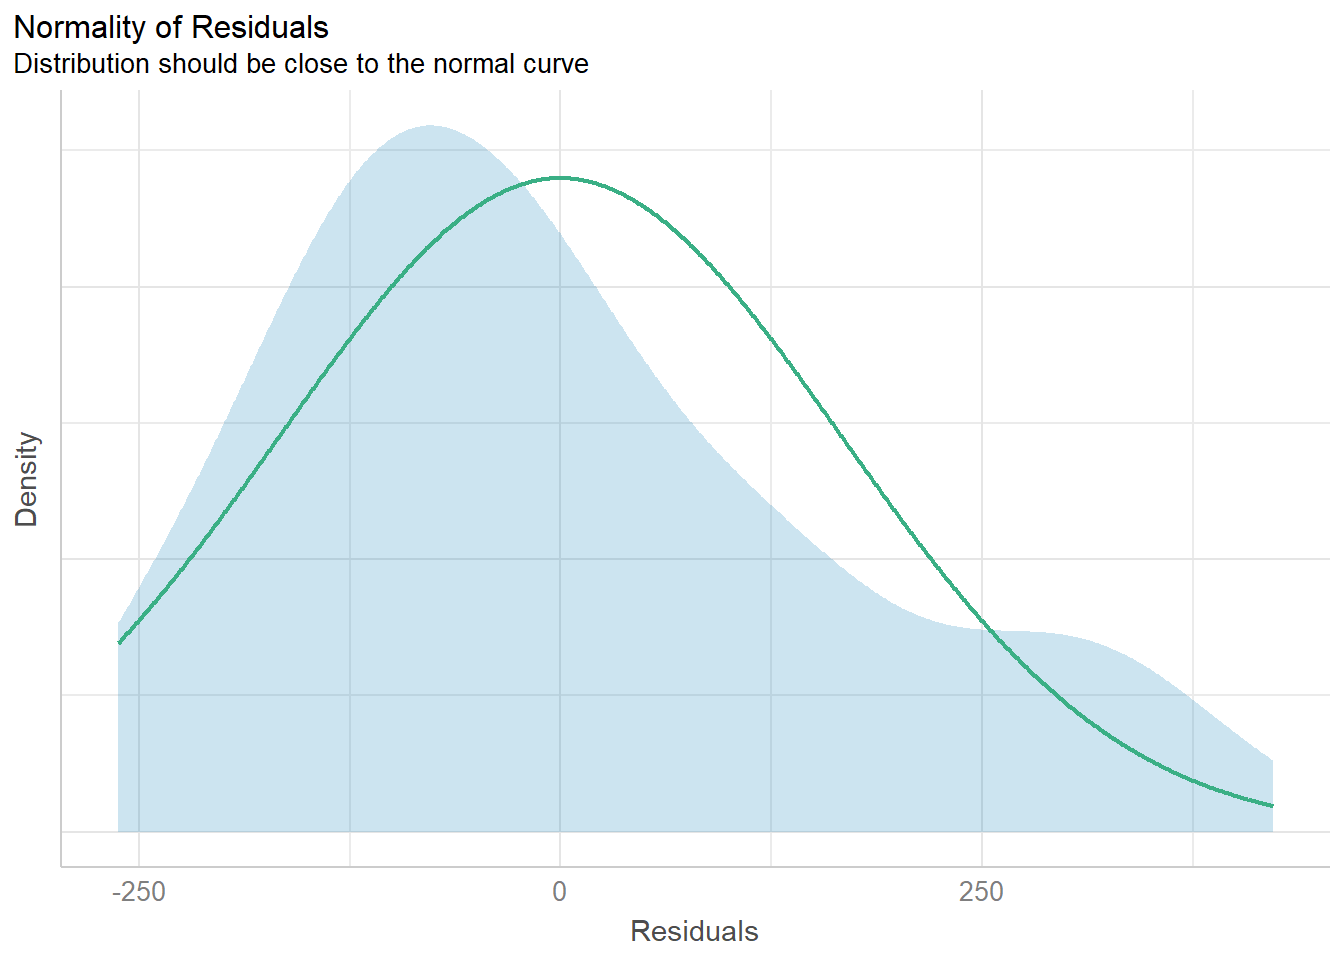 Normality of Residuals
Distribution should be close to the normal curve
Density
-250 0 250
Residuals